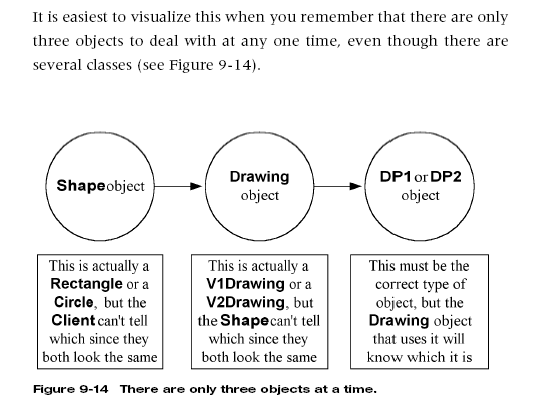 It is easiest to visualize this when you remember that there are only
three objects to deal with at any one time, even though there are
several classes (see Figure 9-14).
Shape object
Drawing
object
DP1 or DP2
object
This is actually a
Rectangle or a
Circle, but the
Client can't tell
which since they
both look the same
This is actually a
V1Drawing or a
V2Drawing, but
the Shape can't tell
which since they
both look the same
This must be the
correct type of
object, but the
Drawing object
that uses it will
know which it is
Figure 9-14 There are only three objects at a time.